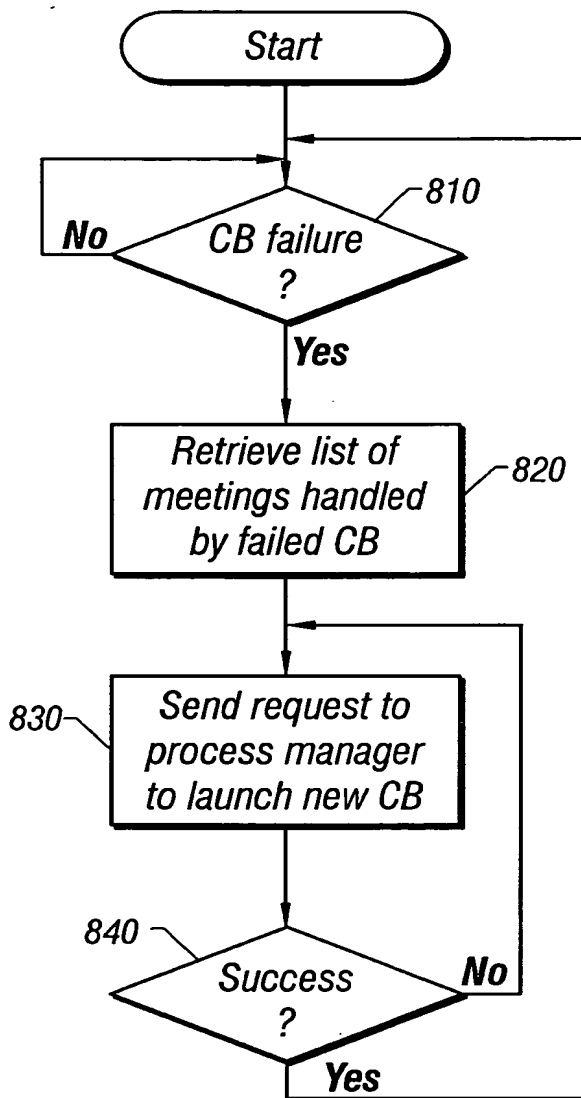 Start
810
CB failure
?
No
Yes
Retrieve list of
meetings handled
by failed CB
820
830
Send request to
process manager
to launch new CB
840
Success
?
No
Yes